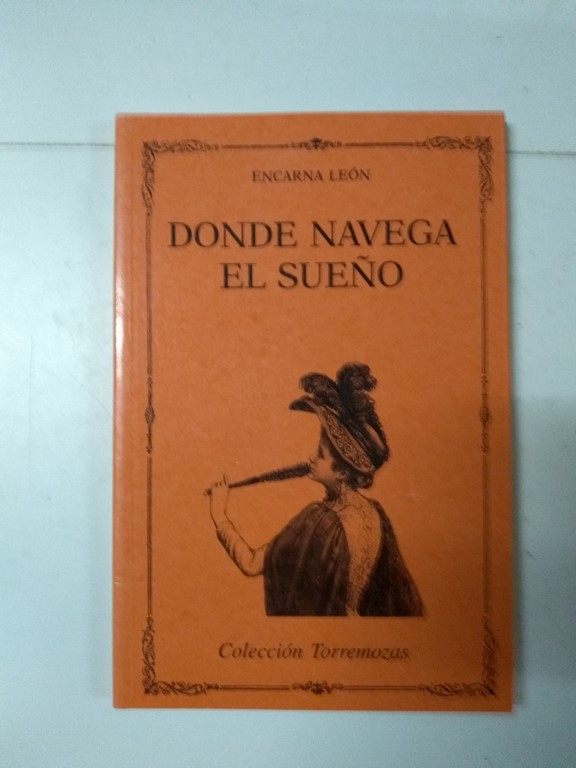 ENCARNA LEÓN
DONDE NAVEGA
EL SUEÑO
Colección Torremozas